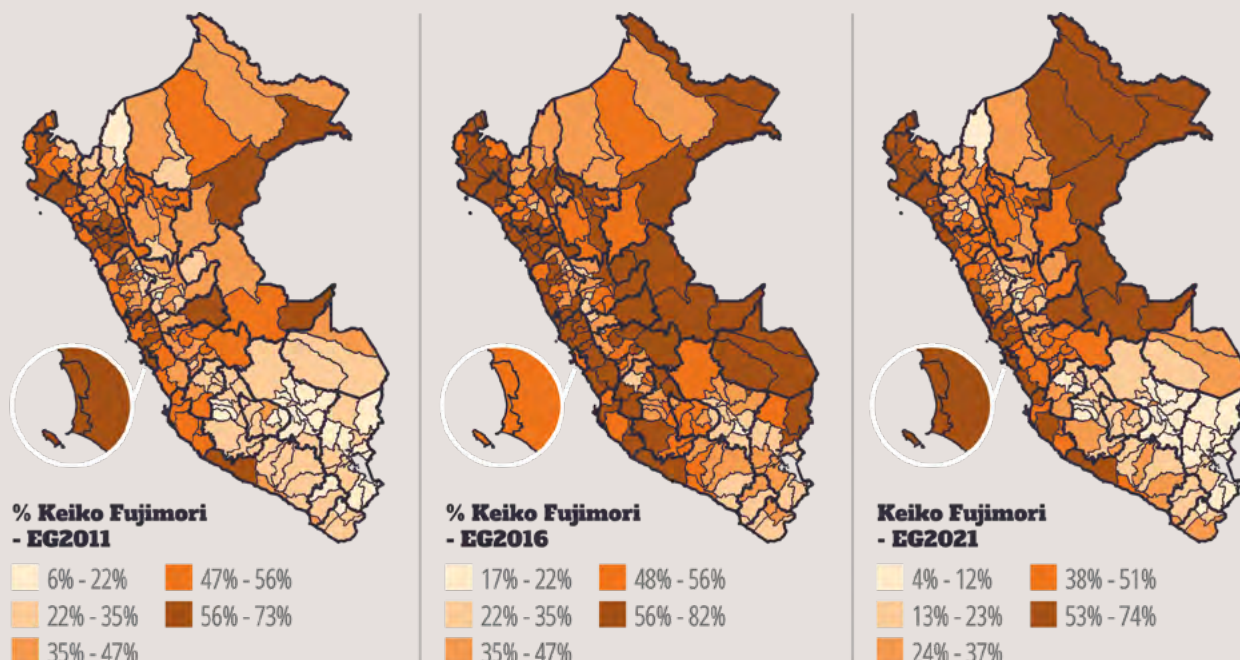 % Keiko Fujimori
- EG2011
6% - 22%
47% - 56%
22% - 35%
56% - 73%
35% - 47%
% Keiko Fujimori
- EG2016
17% - 22%
48% - 56%
22% - 35%
56% - 82%
35% - 47%
Keiko Fujimori
- EG2021
4% - 12%
38% - 51%
13% - 23%
53% - 74%
24% - 37%